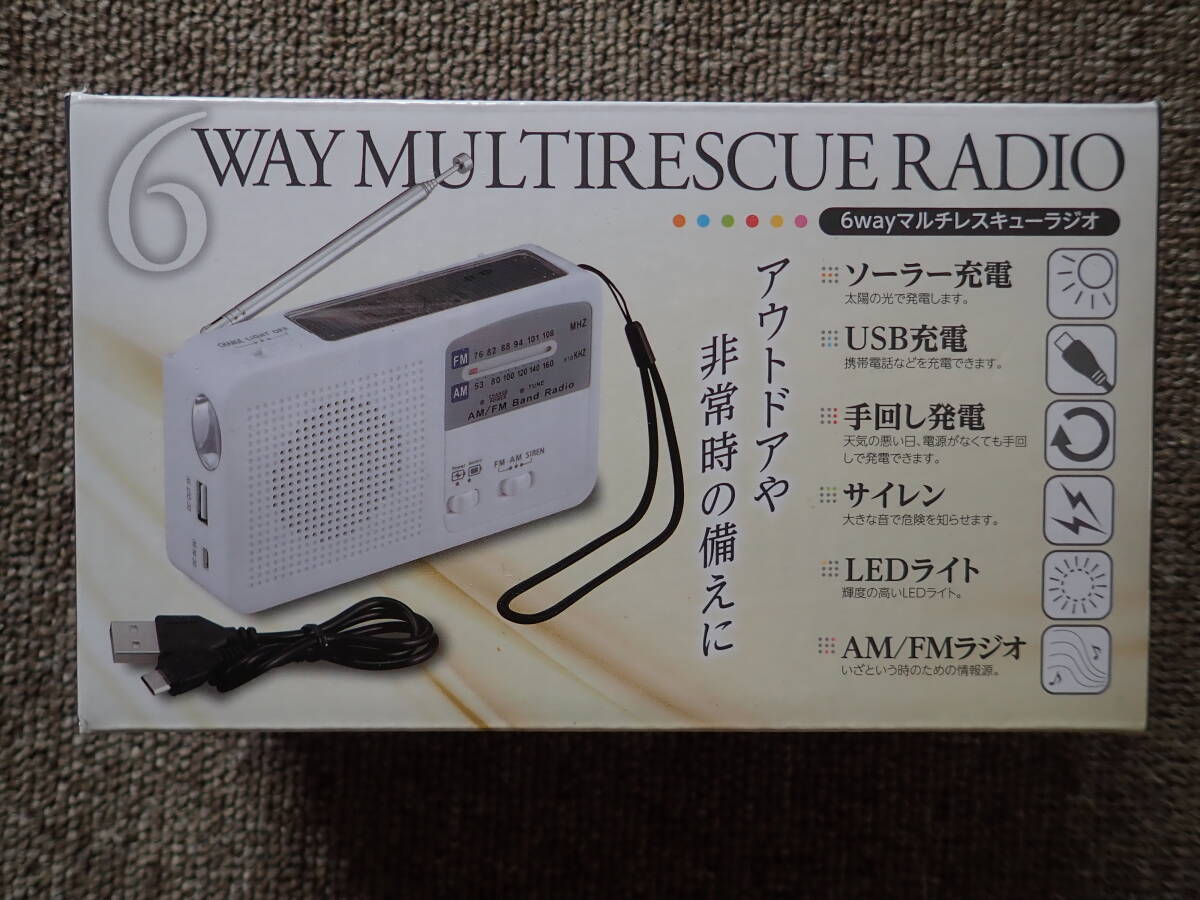 6WAY MULTIRESCUE RADIO
6wayマルチレスキューラジオ
アウトドアや
非常時の備えに
ソーラー充電
太陽の光で発電します。
USB充電
携帯電話などを充電できます。
手回し発電
天気の悪い日、電源がなくても手回
しで発電できます。
サイレン
大きな音で危険を知らせます。
LEDライト
輝度の高いLEDライト。
AM/FMラジオ
いざという時のための情報源。
LIGHT OFF
FM 76 82 88 94 101 108 MHZ
AM 53 80 100 120 140 160 X10KHZ
TUNE
AM/FM Band Radio
FM AM SIREN